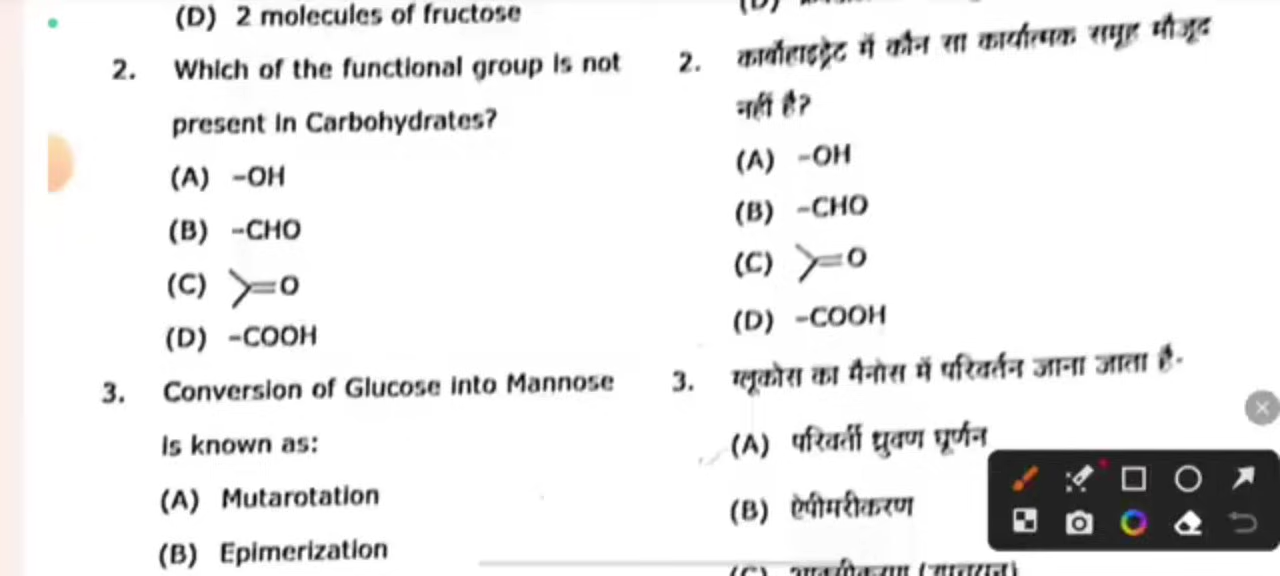 (D) 2 molecules of fructose
2. Which of the functional group is not
present in Carbohydrates?
(A) -OH
(B) -CHO
(C) =O
(D) -COOH
3. Conversion of Glucose into Mannose
is known as:
(A) Mutarotation
(B) Epimerization
2. कार्बोहाइड्रेट में कौन सा कार्यात्मक समूह मौजूद
नहीं है?
(A) -OH
(B) -CHO
(C) =O
(D) -COOH
3. ग्लूकोस का मैनोस में परिवर्तन जाना जाता है-
(A) परिवर्ती ध्रुवण घूर्णन
(B) ऐपीमरीकरण
(C)